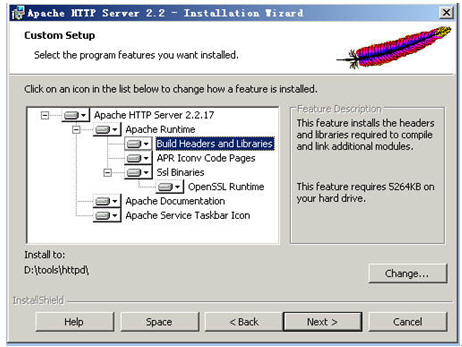 Apache HTTP Server 2.2 - Installation Wizard
Custom Setup
Select the program features you want installed.
Click on an icon in the list below to change how a feature is installed.
Apache HTTP Server 2.2.17
Apache Runtime
Build Headers and Libraries
APR Iconv Code Pages
Ssl Binaries
OpenSSL Runtime
Apache Documentation
Apache Service Taskbar Icon
Feature Description
This feature installs the headers
and libraries required to compile
and link additional modules.
This feature requires 5264KB on
your hard drive.
Install to:
D:\tools\httpd\
Change...
InstallShield
Help
Space
< Back
Next >
Cancel